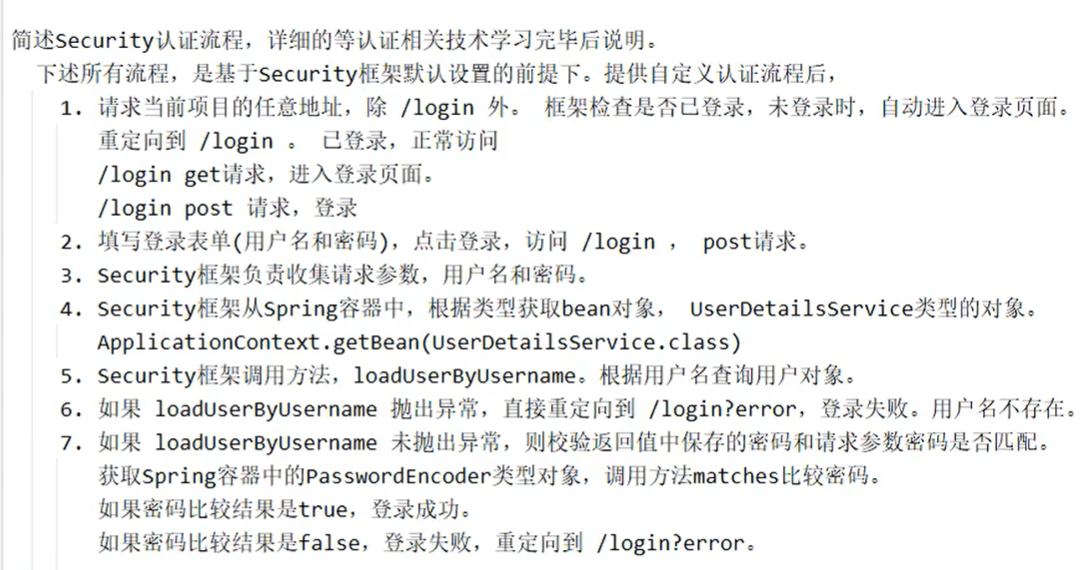 简述Security认证流程，详细的等认证相关技术学习完毕后说明。
下述所有流程，是基于Security框架默认设置的前提下。提供自定义认证流程后，
1. 请求当前项目的任意地址，除 /login 外。 框架检查是否已登录，未登录时，自动进入登录页面。
重定向到 /login 。 已登录，正常访问
/login get请求，进入登录页面。
/login post 请求，登录
2. 填写登录表单(用户名和密码)，点击登录，访问 /login ， post请求。
3. Security框架负责收集请求参数，用户名和密码。
4. Security框架从Spring容器中，根据类型获取bean对象， UserDetailsService类型的对象。
ApplicationContext.getBean(UserDetailsService.class)
5. Security框架调用方法，loadUserByUsername。根据用户名查询用户对象。
6. 如果 loadUserByUsername 抛出异常，直接重定向到 /login?error，登录失败。用户名不存在。
7. 如果 loadUserByUsername 未抛出异常，则校验返回值中保存的密码和请求参数密码是否匹配。
获取Spring容器中的PasswordEncoder类型对象，调用方法matches比较密码。
如果密码比较结果是true，登录成功。
如果密码比较结果是false，登录失败，重定向到 /login?error。